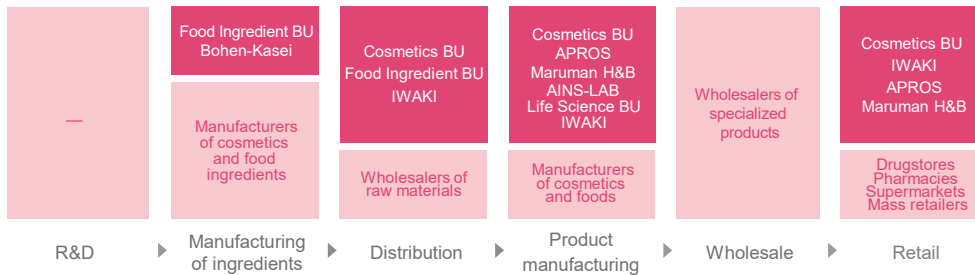 —
Food Ingredient BU
Bohen-Kasei
Manufacturers
of cosmetics
and food
ingredients
Cosmetics BU
Food Ingredient BU
IWAKI
Wholesalers of
raw materials
Cosmetics BU
APROS
Maruman H&B
AINS-LAB
Life Science BU
IWAKI
Manufacturers
of cosmetics
and foods
Wholesalers of
specialized
products
Cosmetics BU
IWAKI
APROS
Maruman H&B
Drugstores
Pharmacies
Supermarkets
Mass retailers
R&D
Manufacturing
of ingredients
Distribution
Product
manufacturing
Wholesale
Retail